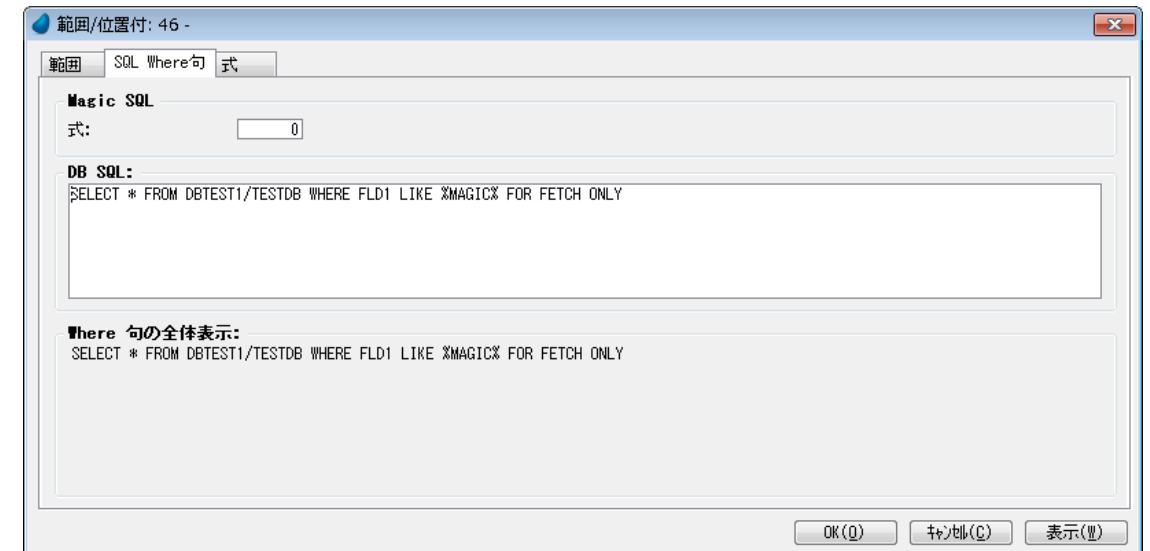 範囲/位置付: 46 -
範囲 SQL Where句 式
Magic SQL
式: 0
DB SQL:
SELECT * FROM DBTEST1/TESTDB WHERE FLD1 LIKE %MAGIC% FOR FETCH ONLY
Where 句の全体表示:
SELECT * FROM DBTEST1/TESTDB WHERE FLD1 LIKE %MAGIC% FOR FETCH ONLY
OK(O) ｷｬﾝｾﾙ(C) 表示(W)